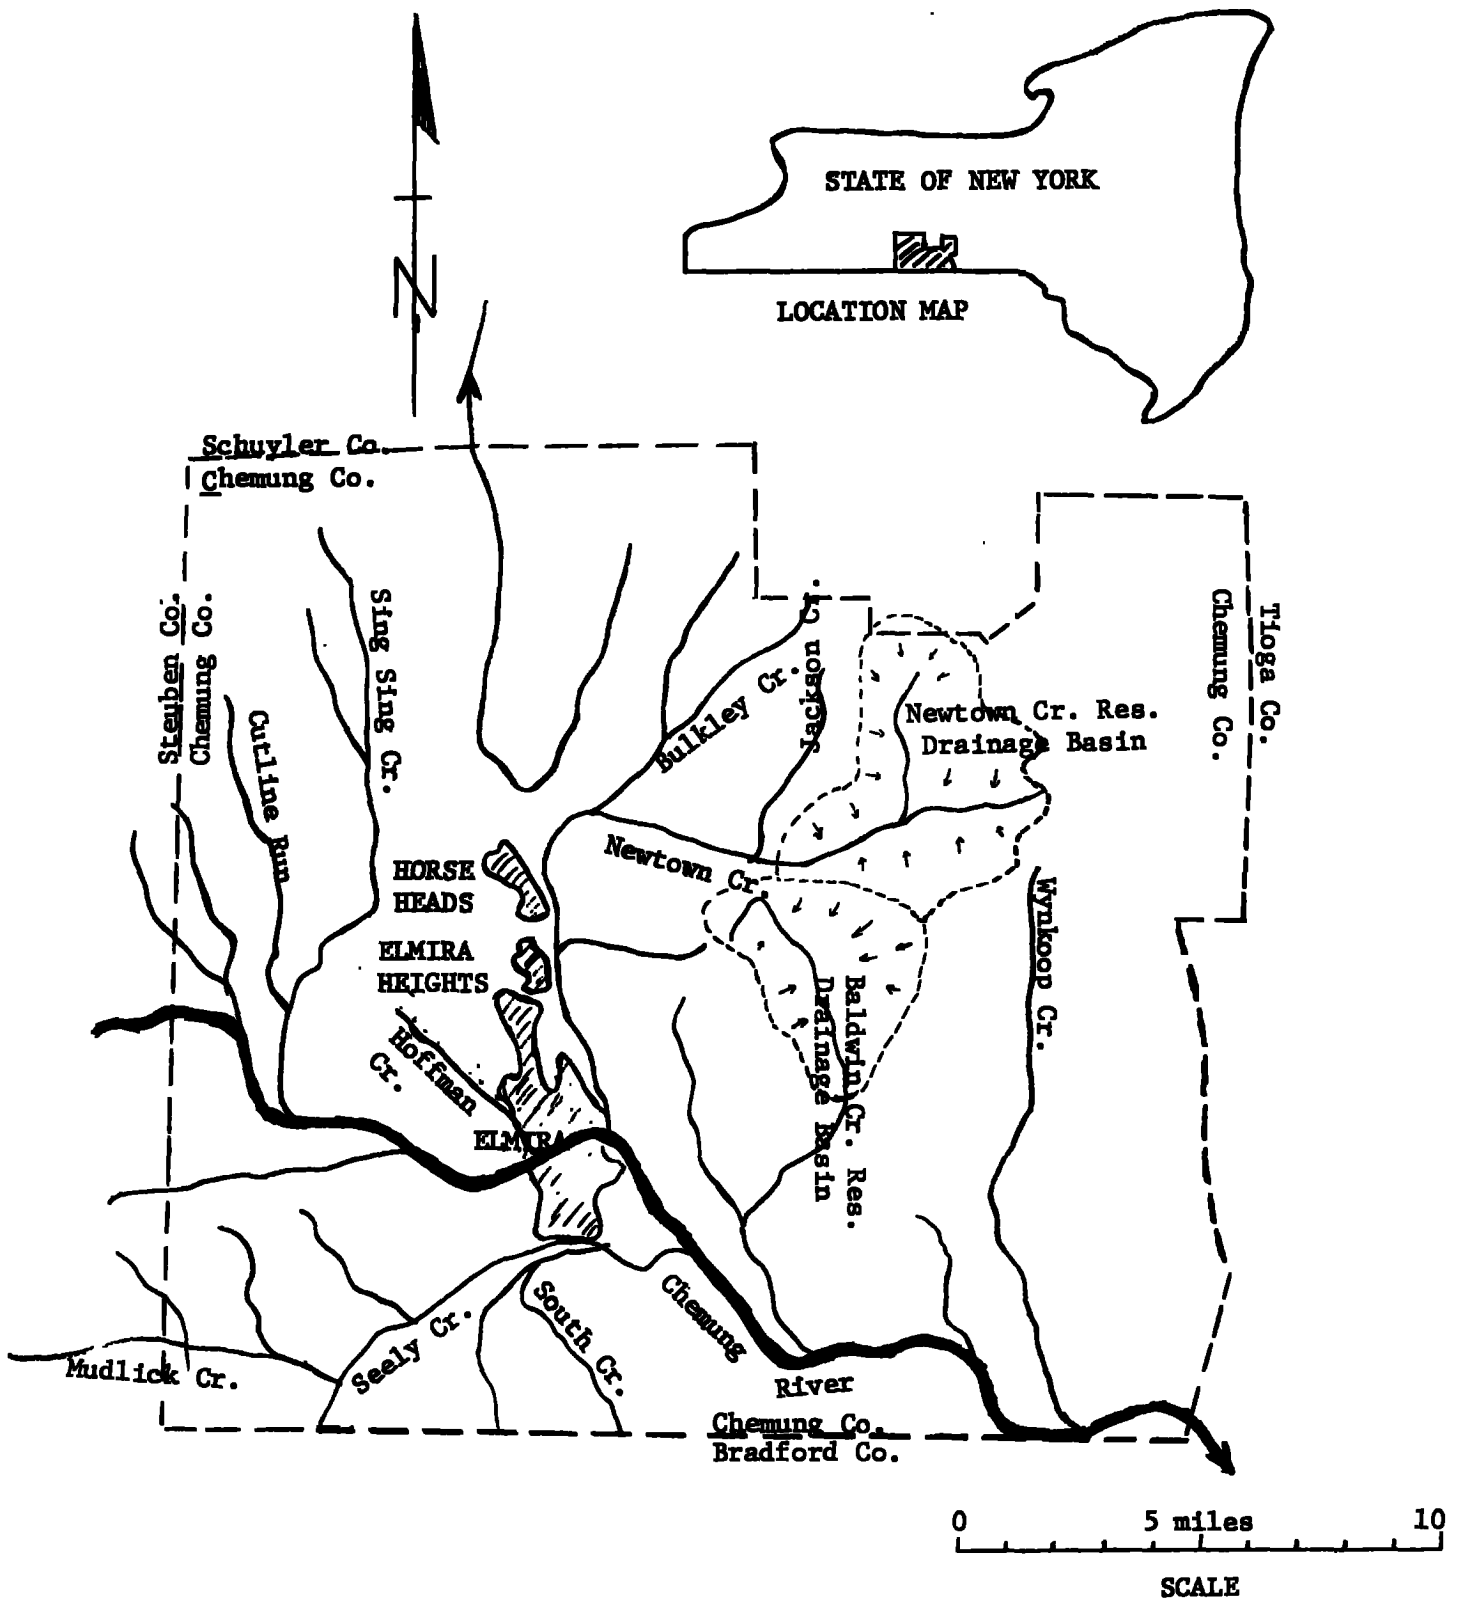 STATE OF NEW YORK
LOCATION MAP
N
Schuyler Co.
Chemung Co.
Steuben Co.
Chemung Co.
Sing Sing Cr.
Cutline Run
Bulkley Cr.
Jackson Cr.
Newtown Cr. Res.
Drainage Basin
Tioga Co.
Chemung Co.
HORSE
HEADS
Newtown Cr.
ELMIRA
HEIGHTS
Wynkoop Cr.
Hoffman
Cr.
Baldwin Cr. Res.
Drainage Basin
ELMIRA
Seely Cr.
South Cr.
Mudlick Cr.
Chemung
River
Chemung Co.
Bradford Co.
0 5 miles 10
SCALE